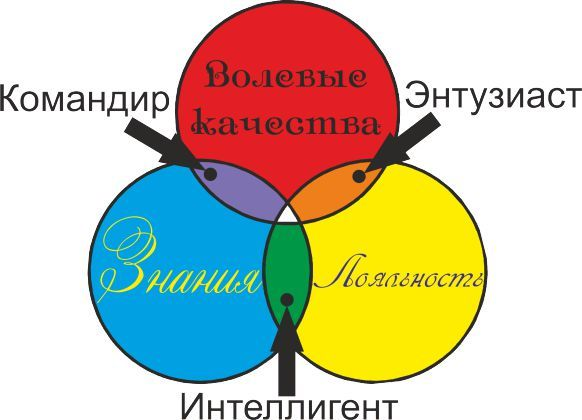 Волевые
качества
Командир
Энтузиаст
Знания
Лояльность
Интеллигент